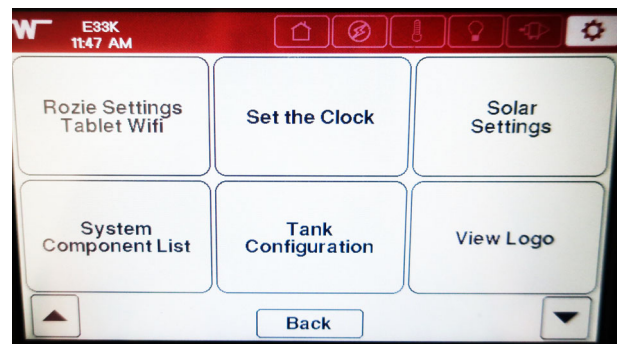 W E33K
11:47 AM
Rozie Settings
Tablet Wifi
Set the Clock
Solar
Settings
System
Component List
Tank
Configuration
View Logo
Back